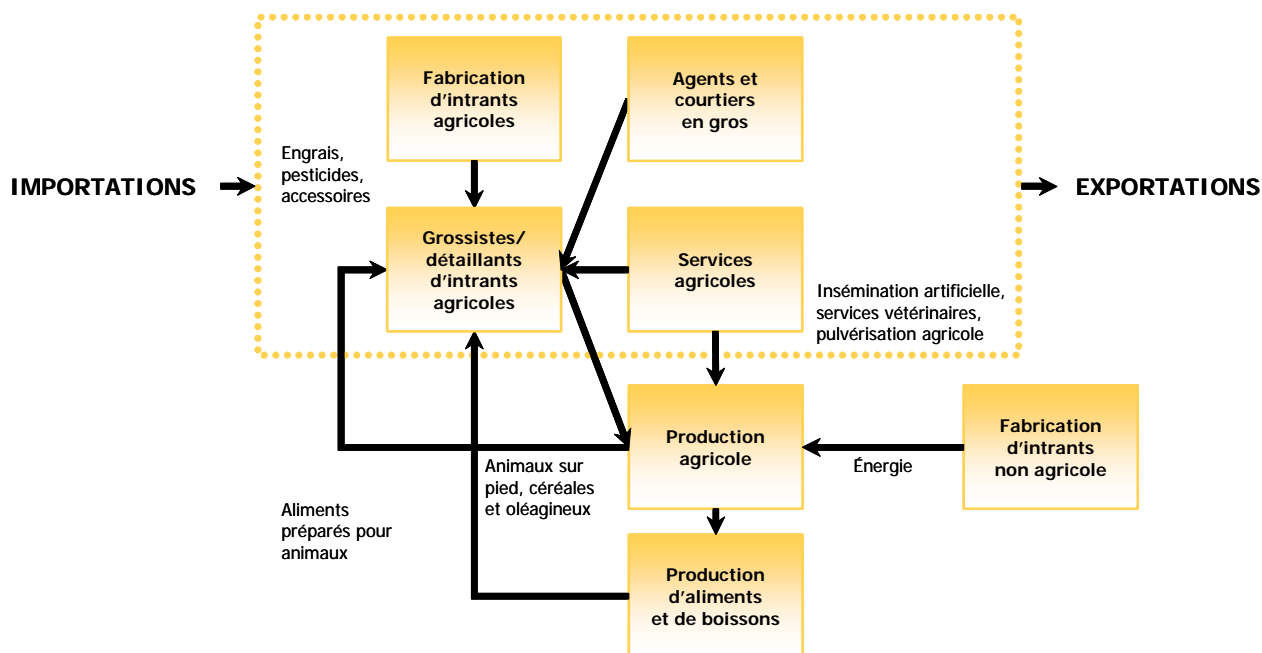 Fabrication
d'intrants
agricoles
Agents et
courtiers
en gros
Engrais,
pesticides,
accessoires
IMPORTATIONS
EXPORTATIONS
Grossistes/
détaillants
d'intrants
agricoles
Services
agricoles
Insémination artificielle,
services vétérinaires,
pulvérisation agricole
Production
agricole
Fabrication
d'intrants
non agricole
Énergie
Animaux sur
pied, céréales
et oléagineux
Aliments
préparés pour
animaux
Production
d'aliments
et de boissons